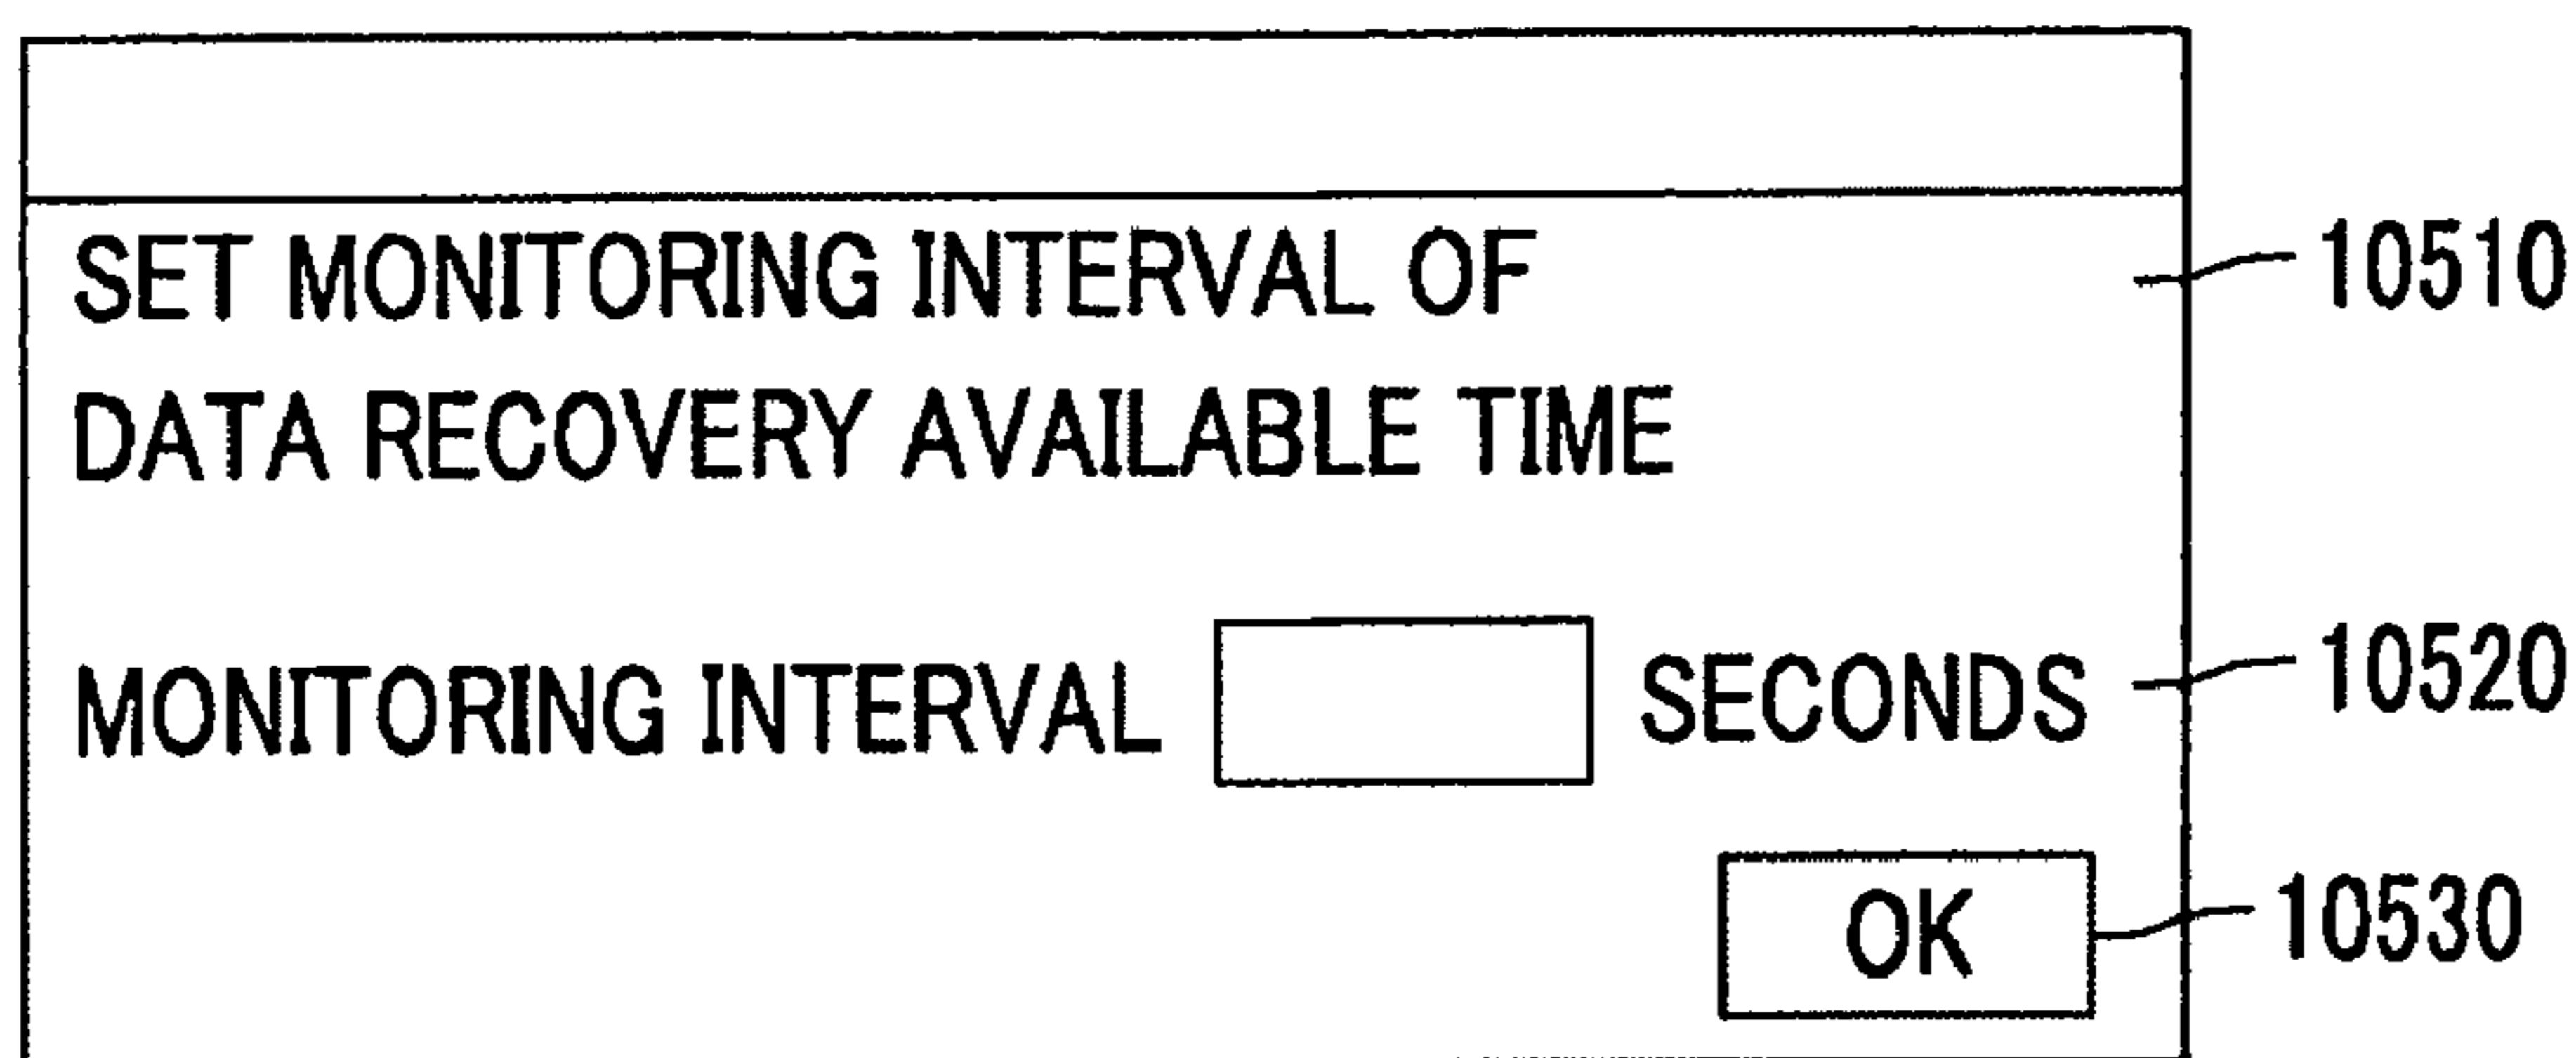 SET MONITORING INTERVAL OF 10510
DATA RECOVERY AVAILABLE TIME
MONITORING INTERVAL SECONDS 10520
OK 10530